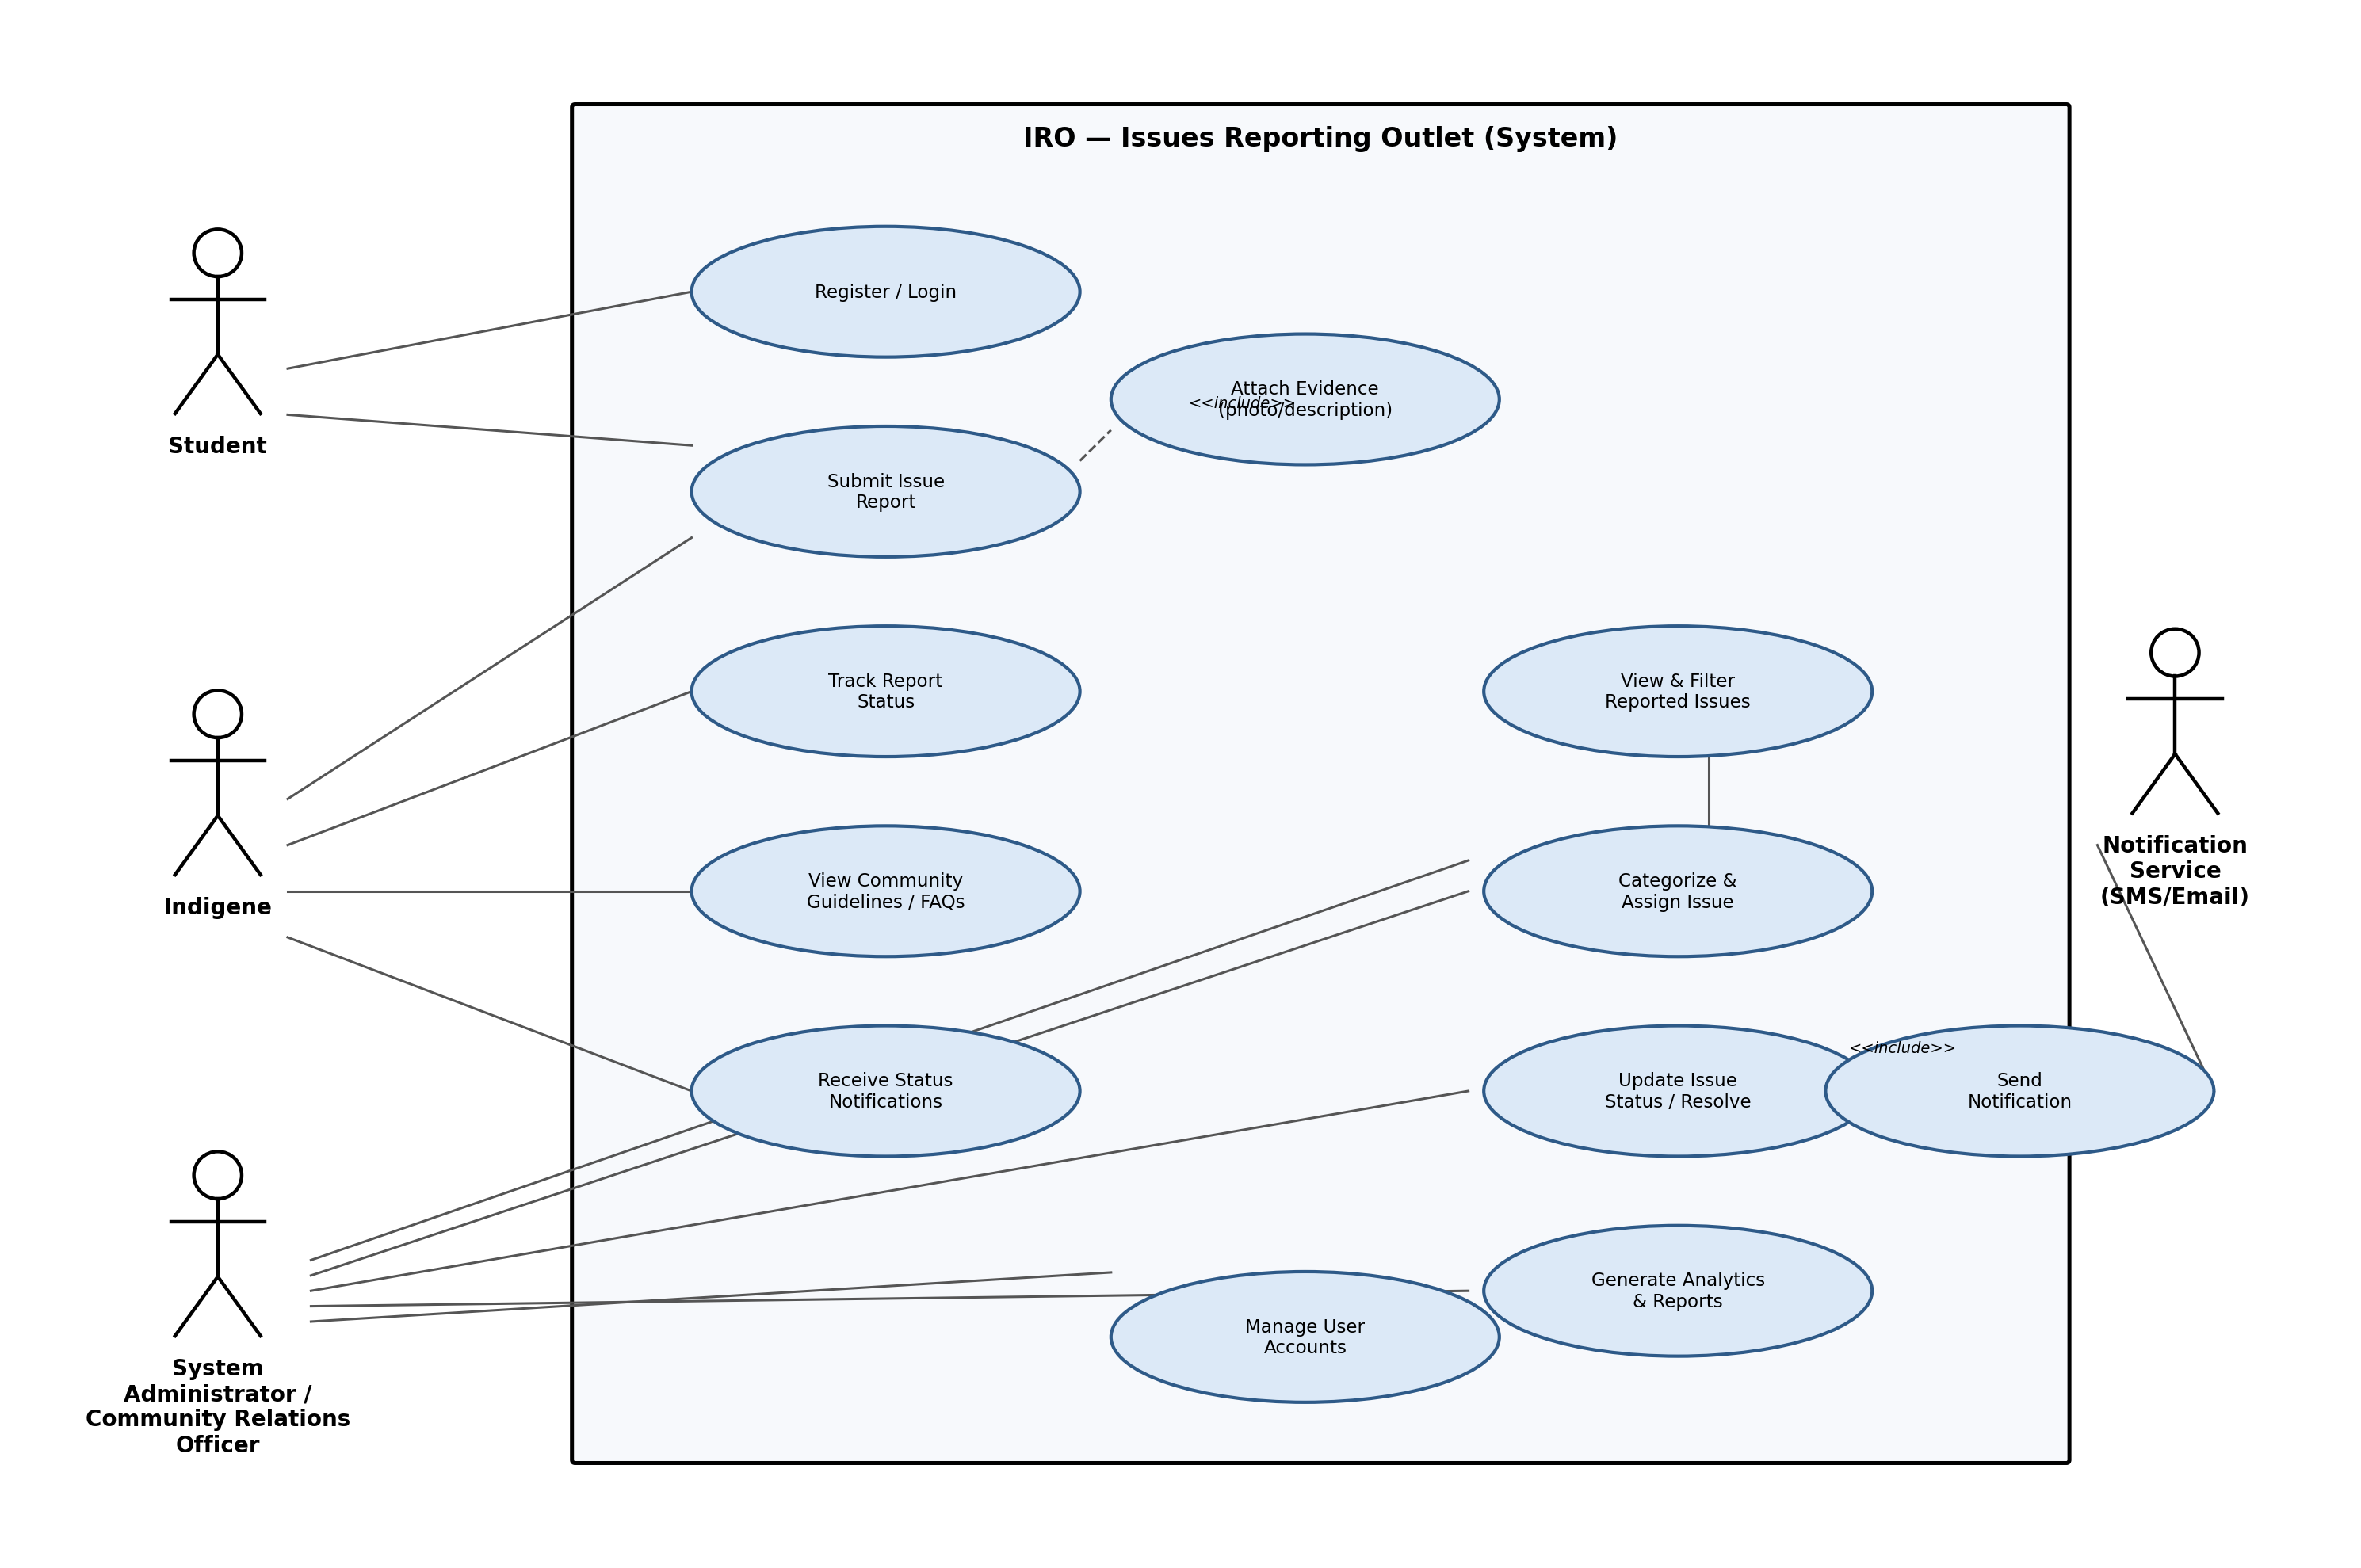 IRO — Issues Reporting Outlet (System)
Register / Login
Attach Evidence
<<include>>
(photo/description)
Student
Submit Issue
Report
Track Report
Status
View & Filter
Reported Issues
Notification
Service
(SMS/Email)
Indigene
View Community
Guidelines / FAQs
Categorize &
Assign Issue
Receive Status
Notifications
Update Issue
Status / Resolve
<<include>>
Send
Notification
Generate Analytics
& Reports
Manage User
Accounts
System
Administrator /
Community Relations
Officer